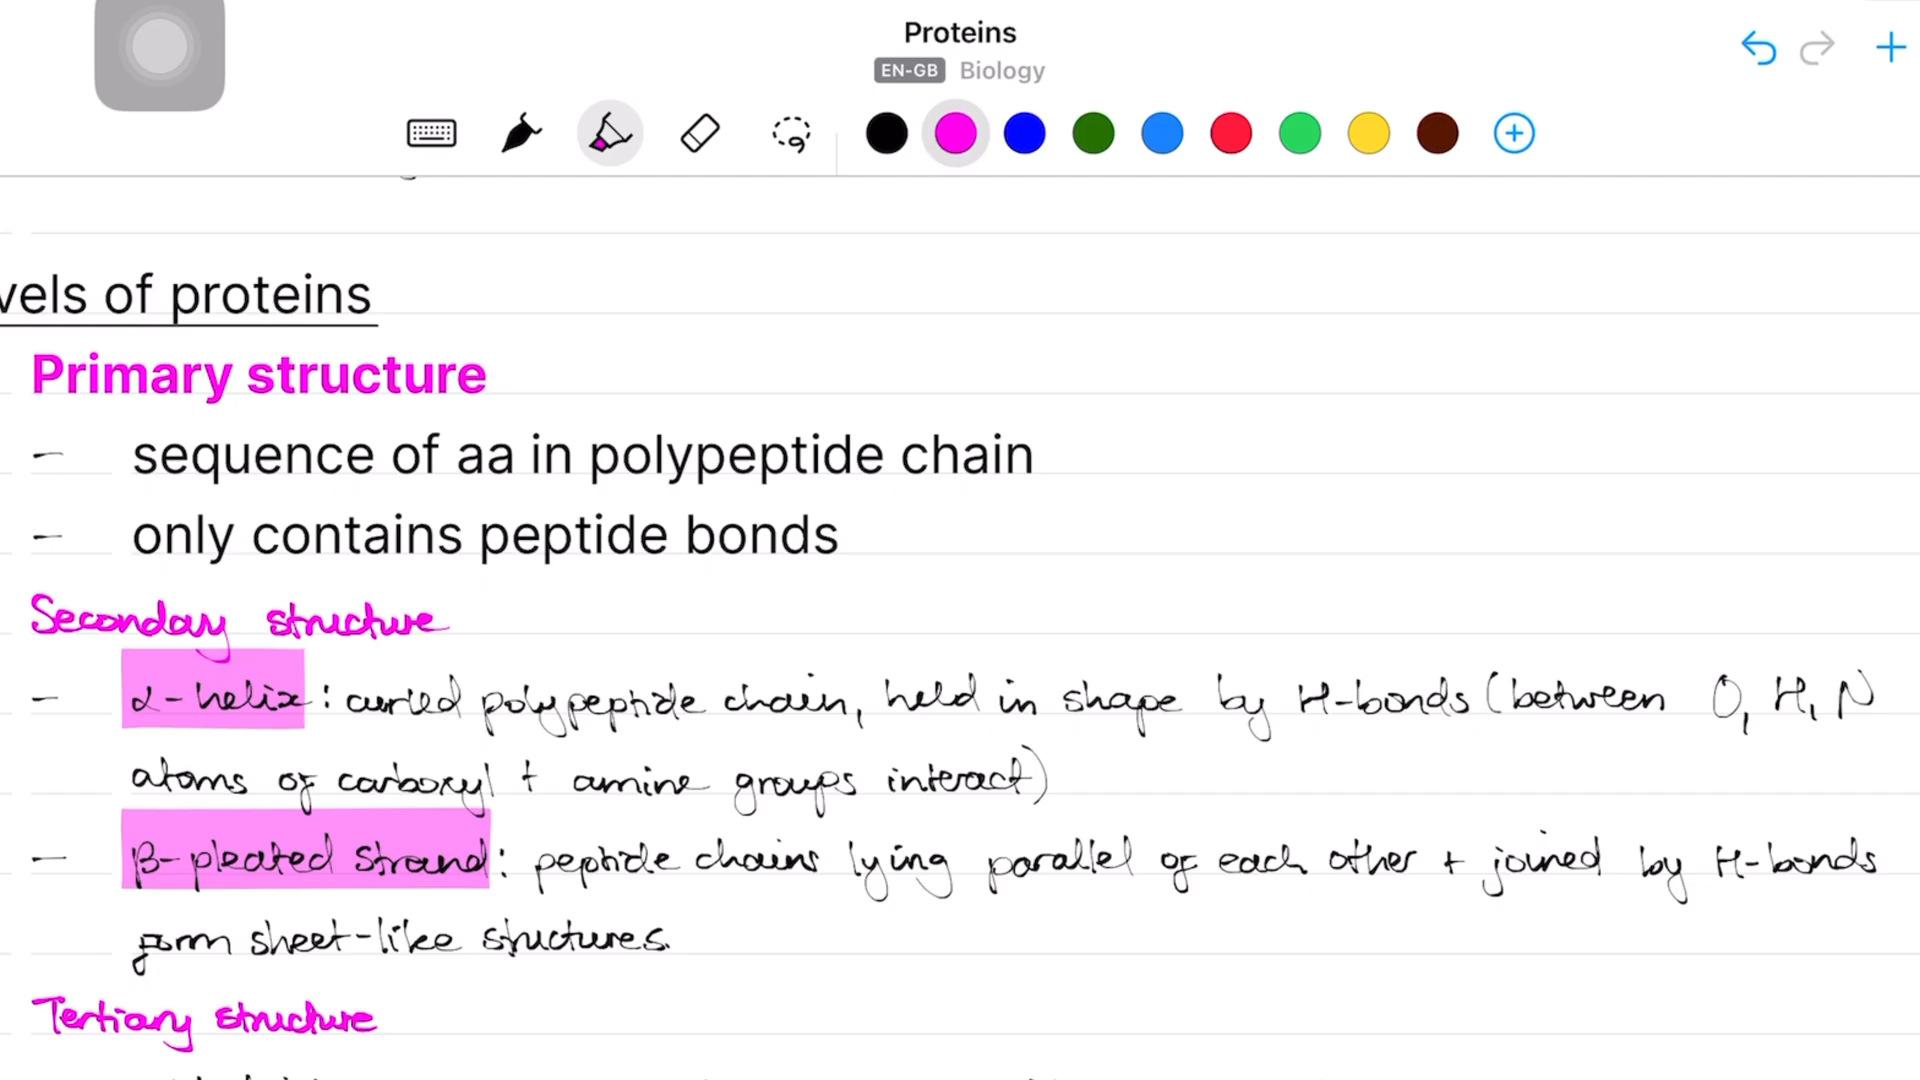 Proteins
EN-GB Biology
vels of proteins
Primary structure
- sequence of aa in polypeptide chain
- only contains peptide bonds
Secondary structure
- α-helix: curled polypeptide chain, held in shape by H-bonds (between O, H, N
atoms of carboxyl + amine groups interact)
- β-pleated strand: peptide chains lying parallel of each other + joined by H-bonds
form sheet-like structures.
Tertiary structure